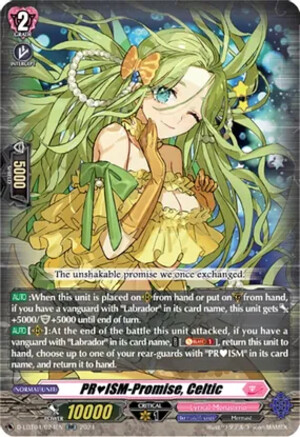 2
GRADE
INTERCEPT
5000
SHIELD
The unshakable promise we once exchanged.
AUTO :When this unit is placed on from hand or put on from hand,
if you have a vanguard with "Labrador" in its card name, this unit gets
+5000/ +5000 until end of turn.
AUTO : At the end of the battle this unit attacked, if you have a
vanguard with "Labrador" in its card name, , return this unit to
hand, choose up to one of your rear-guards with "PR♥ISM" in its card
name, and return it to hand.
NORMAL UNIT
PR♥ISM-Promise, Celtic
POWER
10000
CRITICAL
1
Lyrical Monasterio
Mermaid